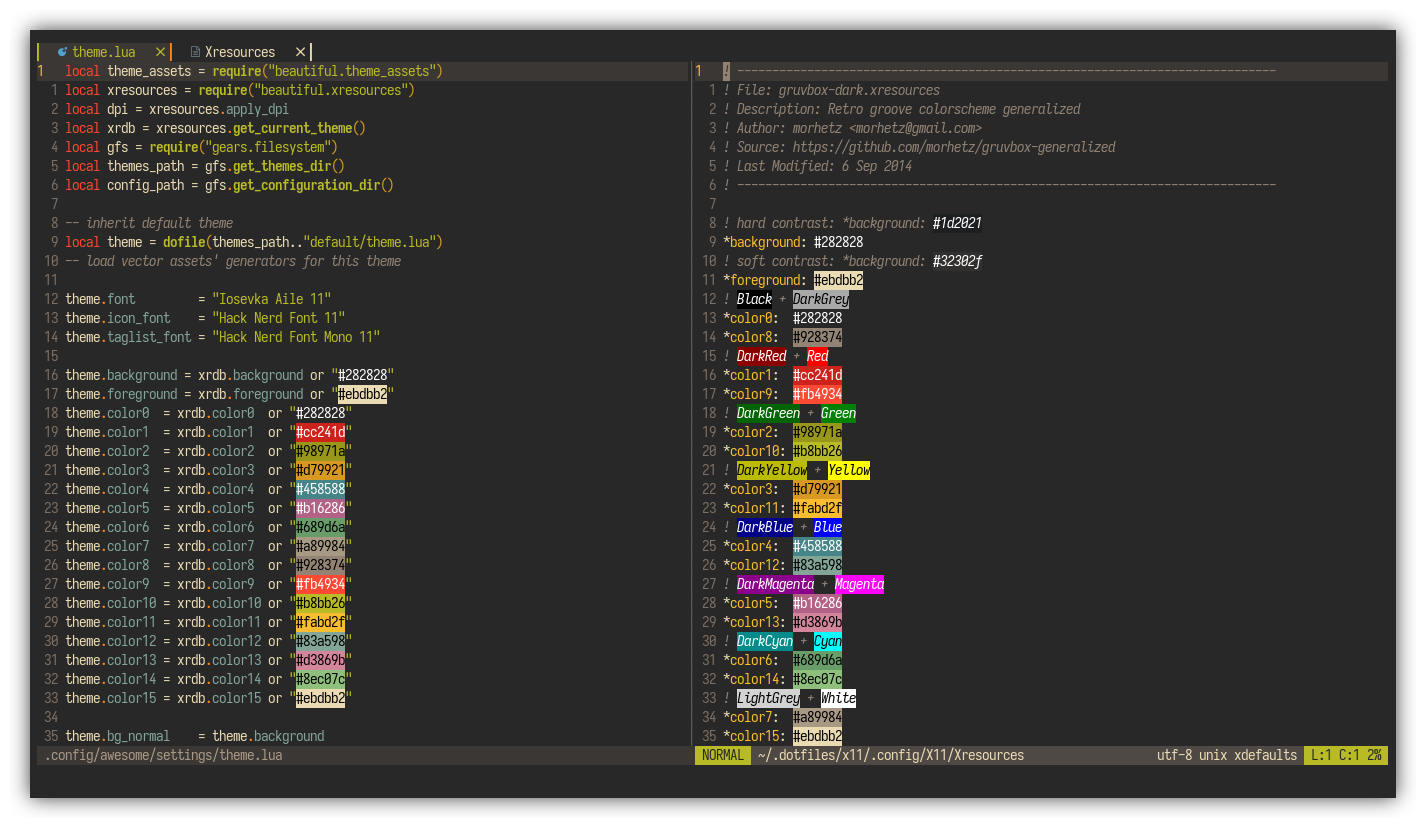 theme.lua × Xresources ×
1 local theme_assets = require("beautiful.theme_assets")
1 local xresources = require("beautiful.xresources")
2 local dpi = xresources.apply_dpi
3 local xrdb = xresources.get_current_theme()
4 local gfs = require("gears.filesystem")
5 local themes_path = gfs.get_themes_dir()
6 local config_path = gfs.get_configuration_dir()
7
8 -- inherit default theme
9 local theme = dofile(themes_path.."default/theme.lua")
10 -- load vector assets' generators for this theme
11
12 theme.font         = "Iosevka Aile 11"
13 theme.icon_font    = "Hack Nerd Font 11"
14 theme.taglist_font = "Hack Nerd Font Mono 11"
15
16 theme.background = xrdb.background or "#282828"
17 theme.foreground = xrdb.foreground or "#ebdbb2"
18 theme.color0  = xrdb.color0  or "#282828"
19 theme.color1  = xrdb.color1  or "#cc241d"
20 theme.color2  = xrdb.color2  or "#98971a"
21 theme.color3  = xrdb.color3  or "#d79921"
22 theme.color4  = xrdb.color4  or "#458588"
23 theme.color5  = xrdb.color5  or "#b16286"
24 theme.color6  = xrdb.color6  or "#689d6a"
25 theme.color7  = xrdb.color7  or "#a89984"
26 theme.color8  = xrdb.color8  or "#928374"
27 theme.color9  = xrdb.color9  or "#fb4934"
28 theme.color10 = xrdb.color10 or "#b8bb26"
29 theme.color11 = xrdb.color11 or "#fabd2f"
30 theme.color12 = xrdb.color12 or "#83a598"
31 theme.color13 = xrdb.color13 or "#d3869b"
32 theme.color14 = xrdb.color14 or "#8ec07c"
33 theme.color15 = xrdb.color15 or "#ebdbb2"
34
35 theme.bg_normal    = theme.background
.config/awesome/settings/theme.lua
1 ! -----------------------------------------------------------------------------
1 ! File: gruvbox-dark.xresources
2 ! Description: Retro groove colorscheme generalized
3 ! Author: morhetz <morhetz@gmail.com>
4 ! Source: https://github.com/morhetz/gruvbox-generalized
5 ! Last Modified: 6 Sep 2014
6 ! -----------------------------------------------------------------------------
7
8 ! hard contrast: *background: #1d2021
9 *background: #282828
10 ! soft contrast: *background: #32302f
11 *foreground: #ebdbb2
12 ! Black + DarkGrey
13 *color0:  #282828
14 *color8:  #928374
15 ! DarkRed + Red
16 *color1:  #cc241d
17 *color9:  #fb4934
18 ! DarkGreen + Green
19 *color2:  #98971a
20 *color10: #b8bb26
21 ! DarkYellow + Yellow
22 *color3:  #d79921
23 *color11: #fabd2f
24 ! DarkBlue + Blue
25 *color4:  #458588
26 *color12: #83a598
27 ! DarkMagenta + Magenta
28 *color5:  #b16286
29 *color13: #d3869b
30 ! DarkCyan + Cyan
31 *color6:  #689d6a
32 *color14: #8ec07c
33 ! LightGrey + White
34 *color7:  #a89984
35 *color15: #ebdbb2
NORMAL ~/.dotfiles/x11/.config/X11/Xresources utf-8 unix xdefaults L:1 C:1 2%